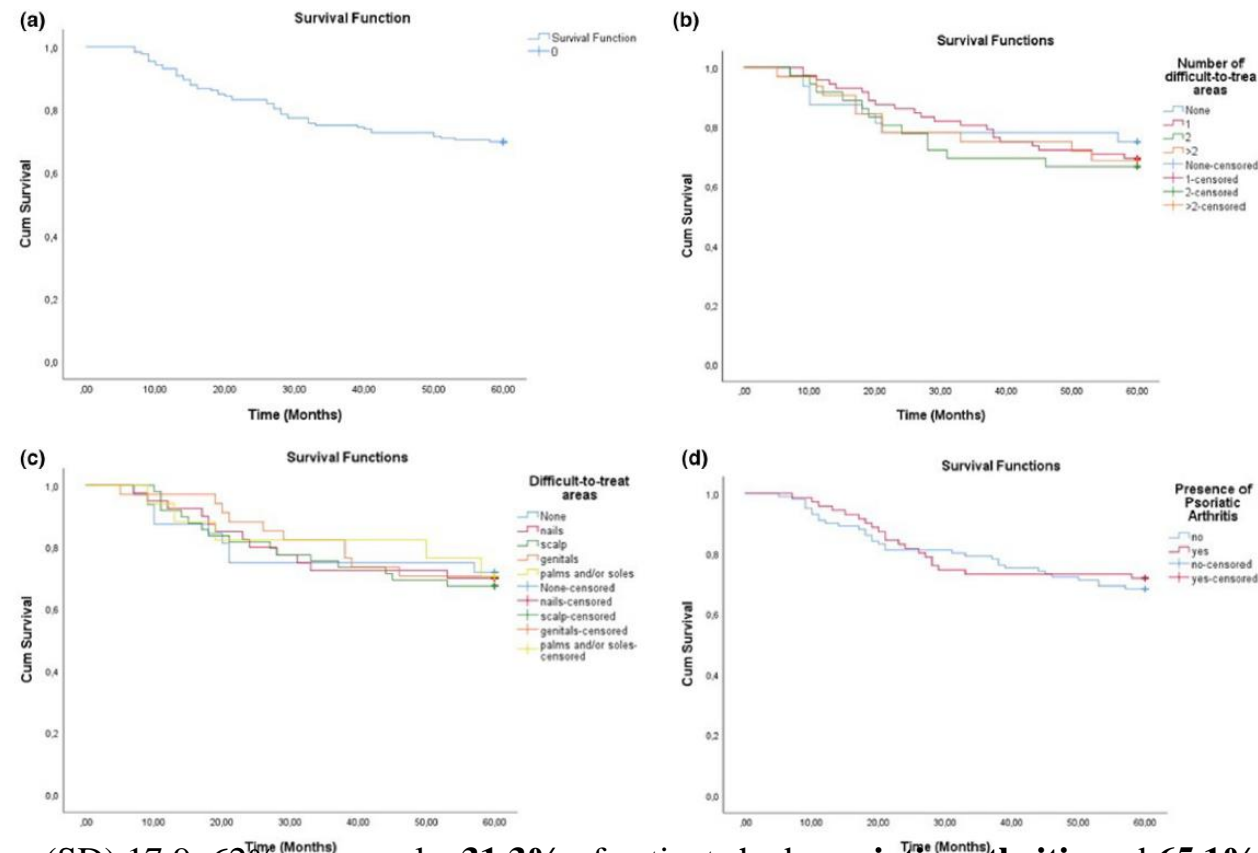 (a)
Survival Function
1,0
0,8
0,6
0,4
0,2
0,0
Cum Survival
,00 10,00 20,00 30,00 40,00 50,00 60,00
Time (Months)
Survival Function
0
(b)
Survival Functions
1,0
0,8
0,6
0,4
0,2
0,0
Cum Survival
,00 10,00 20,00 30,00 40,00 50,00 60,00
Time (Months)
Number of
difficult-to-trea
areas
None
1
2
>2
None-censored
1-censored
2-censored
>2-censored
(c)
Survival Functions
1,0
0,8
0,6
0,4
0,2
0,0
Cum Survival
,00 10,00 20,00 30,00 40,00 50,00 60,00
Time (Months)
Difficult-to-treat
areas
None
nails
scalp
genitals
palms and/or soles
None-censored
nails-censored
scalp-censored
genitals-censored
palms and/or soles-
censored
(d)
Survival Functions
1,0
0,8
0,6
0,4
0,2
0,0
Cum Survival
,00 10,00 20,00 30,00 40,00 50,00 60,00
Time (Months)
Presence of
Psoriatic
Arthritis
no
yes
no-censored
yes-censored
(SD) 17.9 62% 31.3% 65.1%